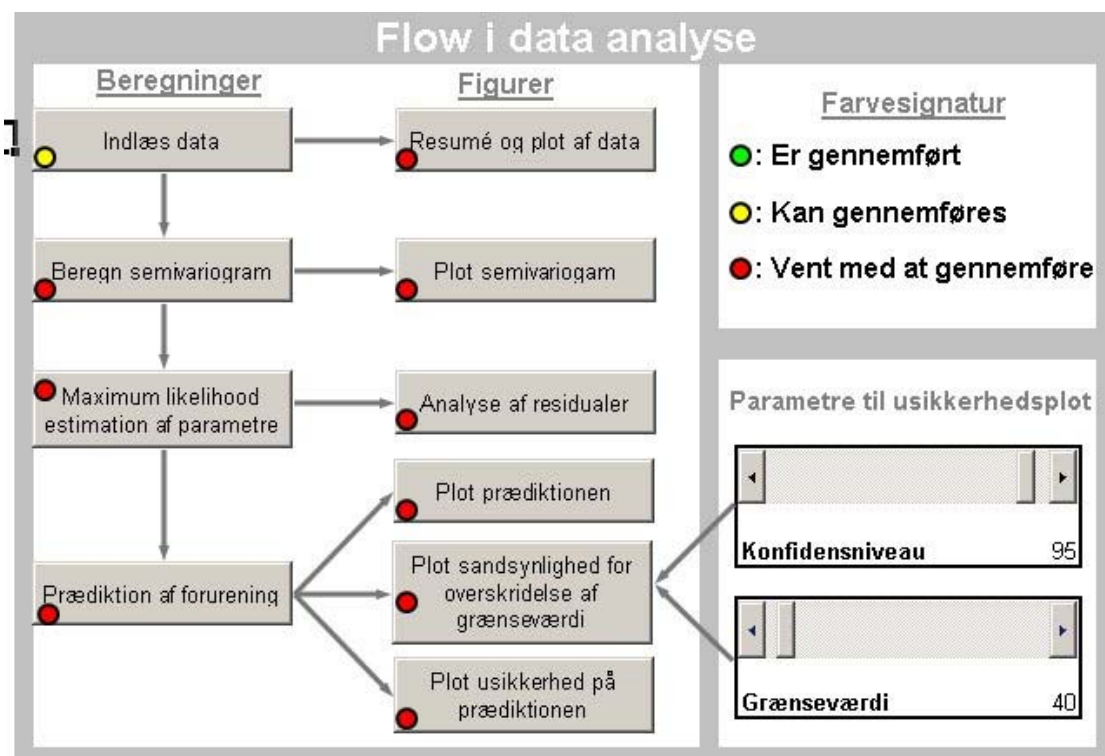 Flow i data analyse
Beregninger
Figurer
Indlæs data
Resumé og plot af data
Beregn semivariogram
Plot semivariogam
Maximum likelihood
estimation af parametre
Analyse af residualer
Plot prædiktionen
Prædiktion af forurening
Plot sandsynlighed for
overskridelse af
grænseværdi
Plot usikkerhed på
prædiktionen
Farvesignatur
: Er gennemført
: Kan gennemføres
: Vent med at gennemføre
Parametre til usikkerhedsplot
Konfidensniveau 95
Grænseværdi 40